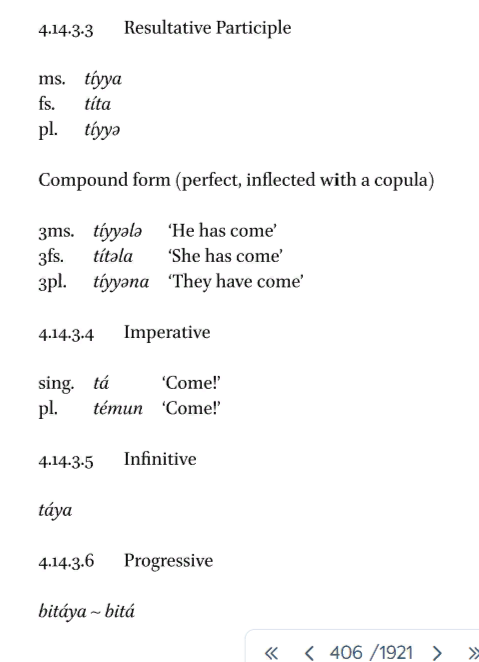 4.14.3.3 Resultative Participle
ms. tíyya
fs. títa
pl. tíyyə
Compound form (perfect, inflected with a copula)
3ms. tíyyələ ‘He has come’
3fs. títəla ‘She has come’
3pl. tíyyəna ‘They have come’
4.14.3.4 Imperative
sing. tá ‘Come!’
pl. témun ‘Come!’
4.14.3.5 Infinitive
táya
4.14.3.6 Progressive
bitáya ~ bitá
« ‹ 406 /1921 › »